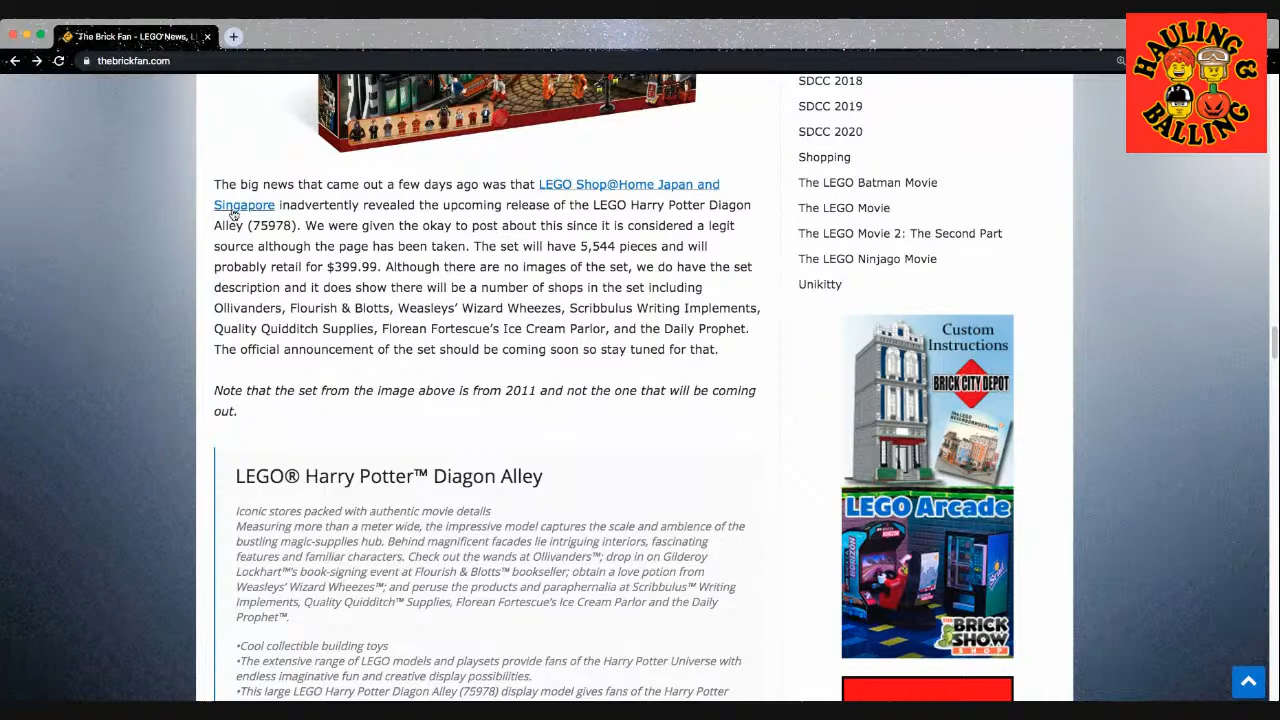 The Brick Fan - LEGO News, L
thebrickfan.com
HAULING
&
BALLING
The big news that came out a few days ago was that LEGO Shop@Home Japan and
Singapore inadvertently revealed the upcoming release of the LEGO Harry Potter Diagon
Alley (75978). We were given the okay to post about this since it is considered a legit
source although the page has been taken. The set will have 5,544 pieces and will
probably retail for $399.99. Although there are no images of the set, we do have the set
description and it does show there will be a number of shops in the set including
Ollivanders, Flourish & Blotts, Weasleys’ Wizard Wheezes, Scribbulus Writing Implements,
Quality Quidditch Supplies, Florean Fortescue’s Ice Cream Parlor, and the Daily Prophet.
The official announcement of the set should be coming soon so stay tuned for that.
Note that the set from the image above is from 2011 and not the one that will be coming
out.
LEGO® Harry Potter™ Diagon Alley
Iconic stores packed with authentic movie details
Measuring more than a meter wide, the impressive model captures the scale and ambience of the
bustling magic-supplies hub. Behind magnificent facades lie intriguing interiors, fascinating
features and familiar characters. Check out the wands at Ollivanders™; drop in on Gilderoy
Lockhart™’s book-signing event at Flourish & Blotts™ bookseller; obtain a love potion from
Weasleys’ Wizard Wheezes™; and peruse the products and paraphernalia at Scribbulus™ Writing
Implements, Quality Quidditch™ Supplies, Florean Fortescue’s Ice Cream Parlor and the Daily
Prophet™.
•Cool collectible building toys
•The extensive range of LEGO models and playsets provide fans of the Harry Potter Universe with
endless imaginative fun and creative display possibilities.
•This large LEGO Harry Potter Diagon Alley (75978) display model gives fans of the Harry Potter
SDCC 2018
SDCC 2019
SDCC 2020
Shopping
The LEGO Batman Movie
The LEGO Movie
The LEGO Movie 2: The Second Part
The LEGO Ninjago Movie
Unikitty
Custom
Instructions
BRICK CITY DEPOT
LEGO Arcade
THE
BRICK
SHOW
SHOP